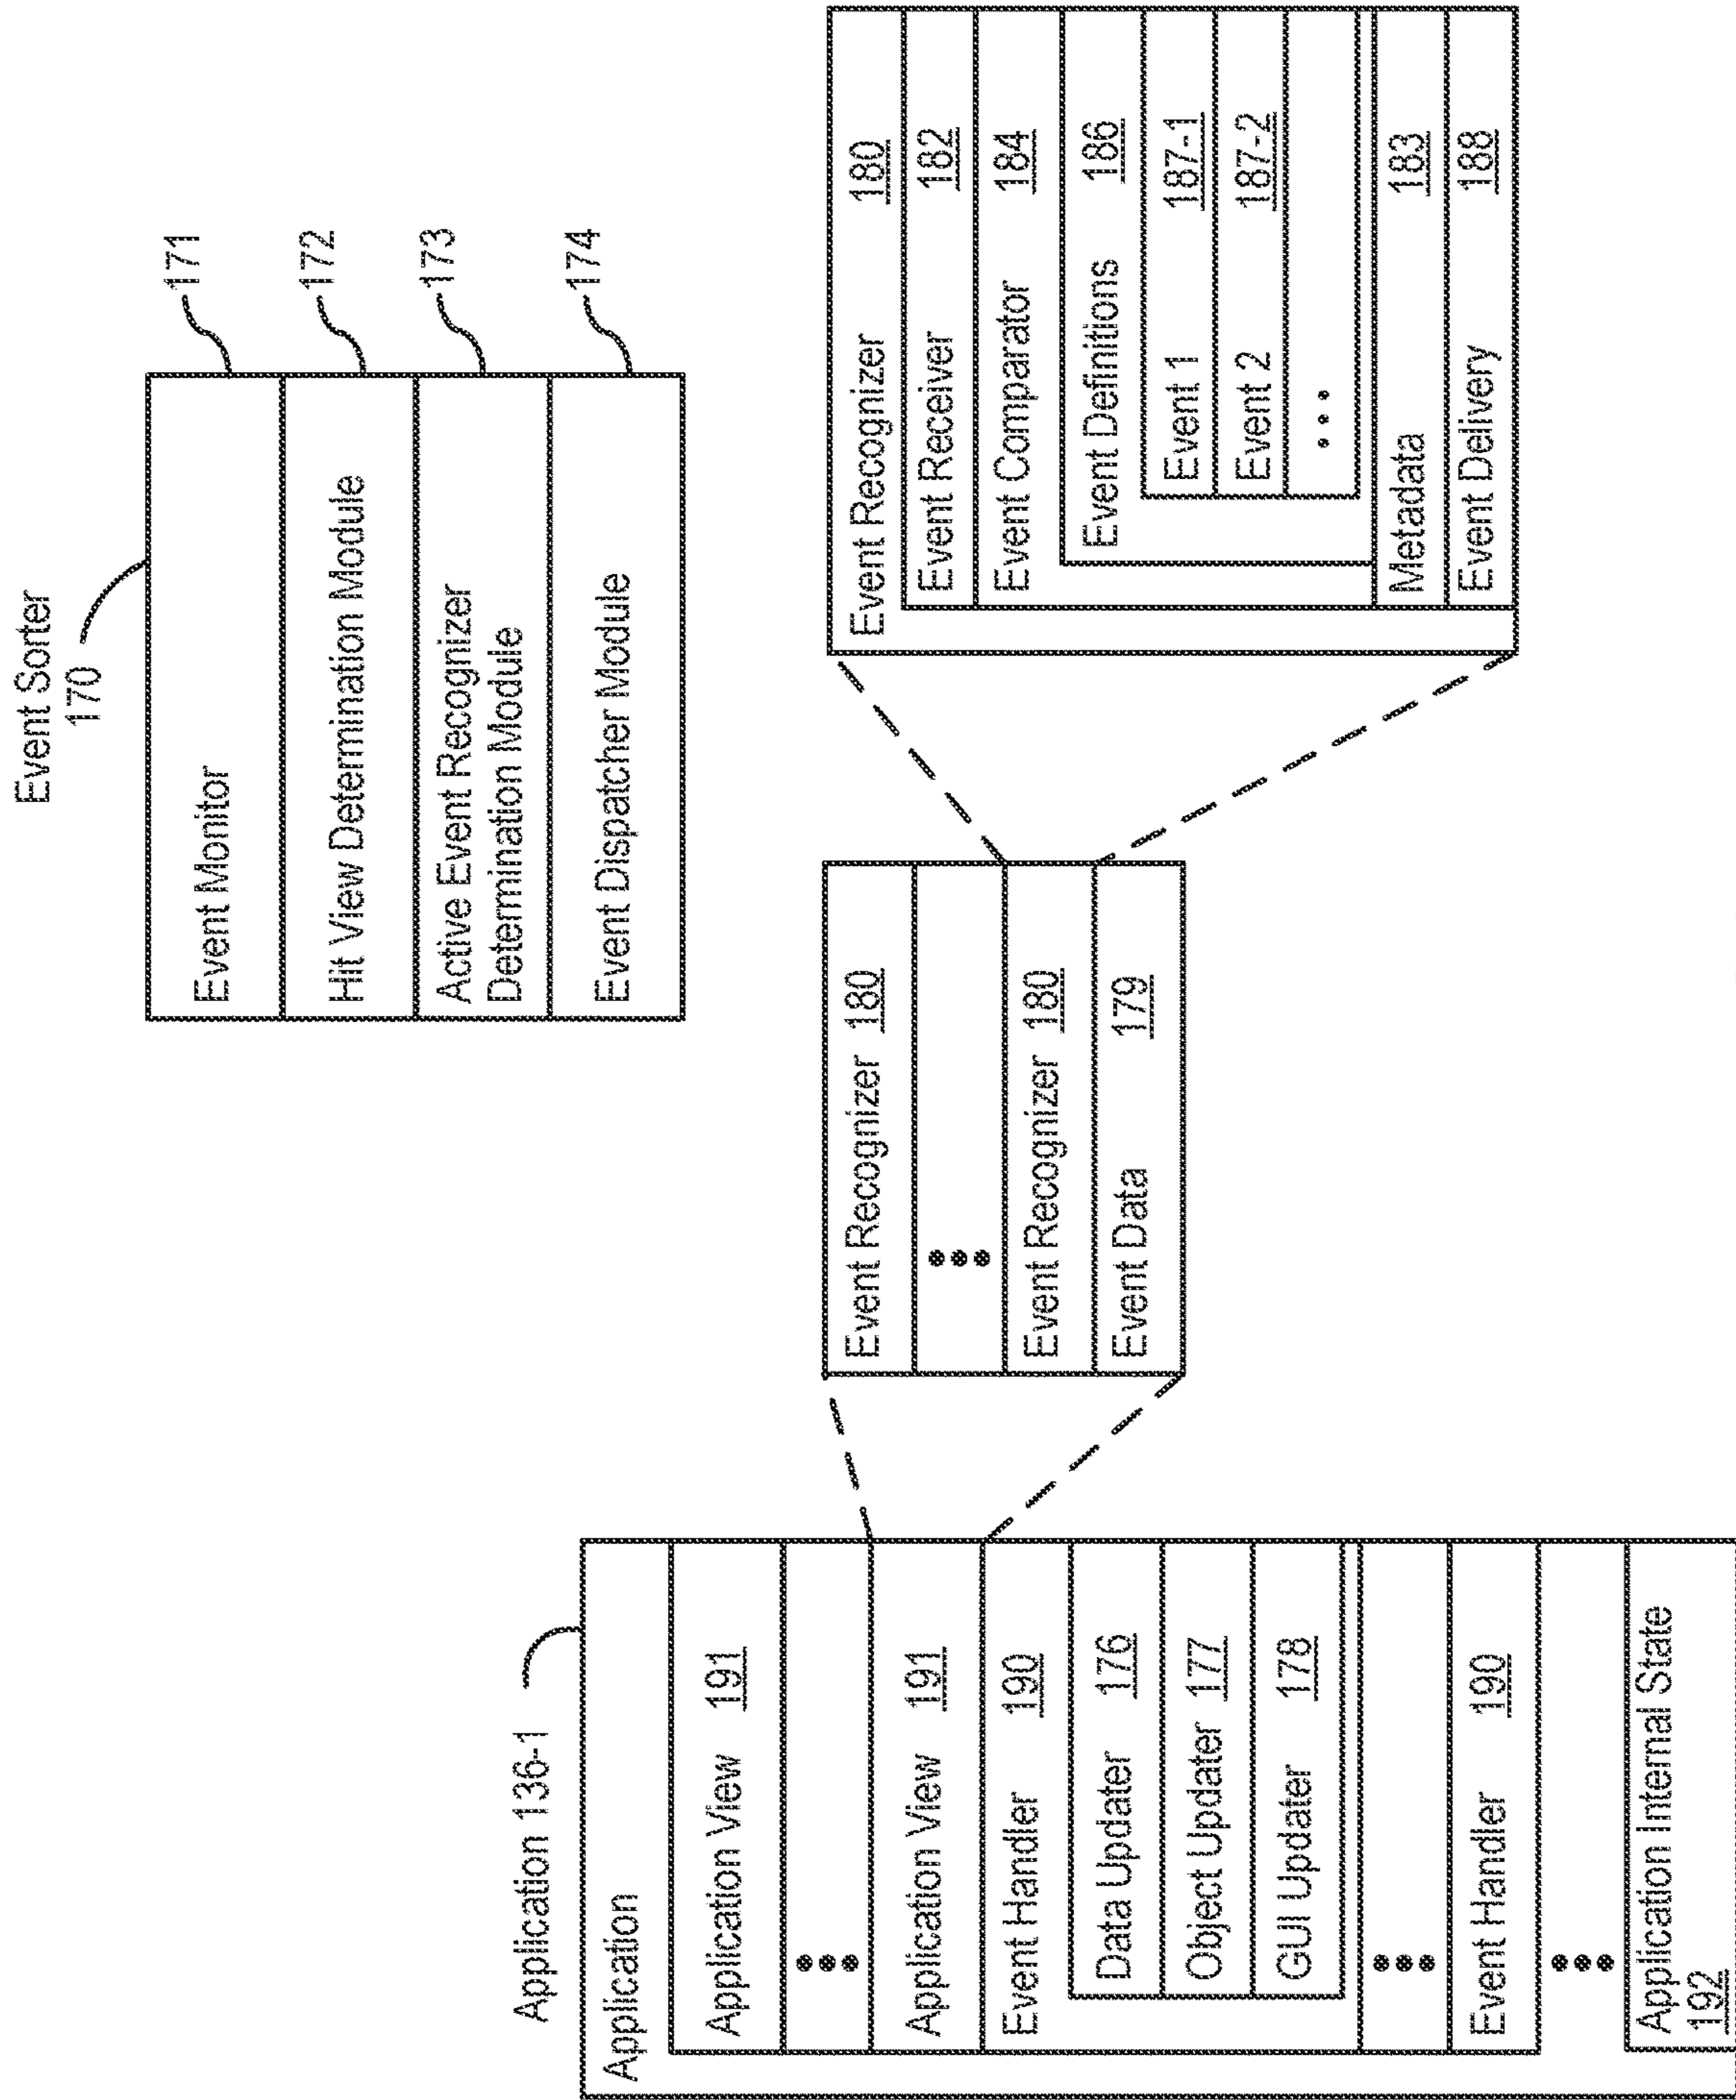 Event Sorter
170
Event Monitor
171
Hit View Determination Module
172
Active Event Recognizer
Determination Module
173
Event Dispatcher Module
174
Application 136-1
Application
Application View 191
•••
Application View 191
Event Handler 190
Data Updater 176
Object Updater 177
GUI Updater 178
•••
Event Handler 190
•••
Application Internal State
192
Event Recognizer 180
•••
Event Recognizer 180
Event Data 179
Event Recognizer 180
Event Receiver 182
Event Comparator 184
Event Definitions 186
Event 1 187-1
Event 2 187-2
•••
Metadata 183
Event Delivery 188